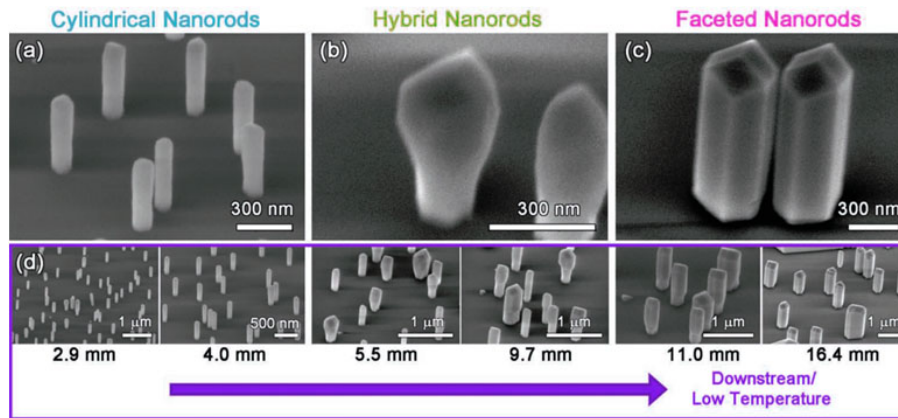 Cylindrical Nanorods
Hybrid Nanorods
Faceted Nanorods
(a)
300 nm
(b)
300 nm
(c)
300 nm
(d)
1 μm
500 nm
1 μm
1 μm
1 μm
1 μm
2.9 mm
4.0 mm
5.5 mm
9.7 mm
11.0 mm
16.4 mm
Downstream/
Low Temperature